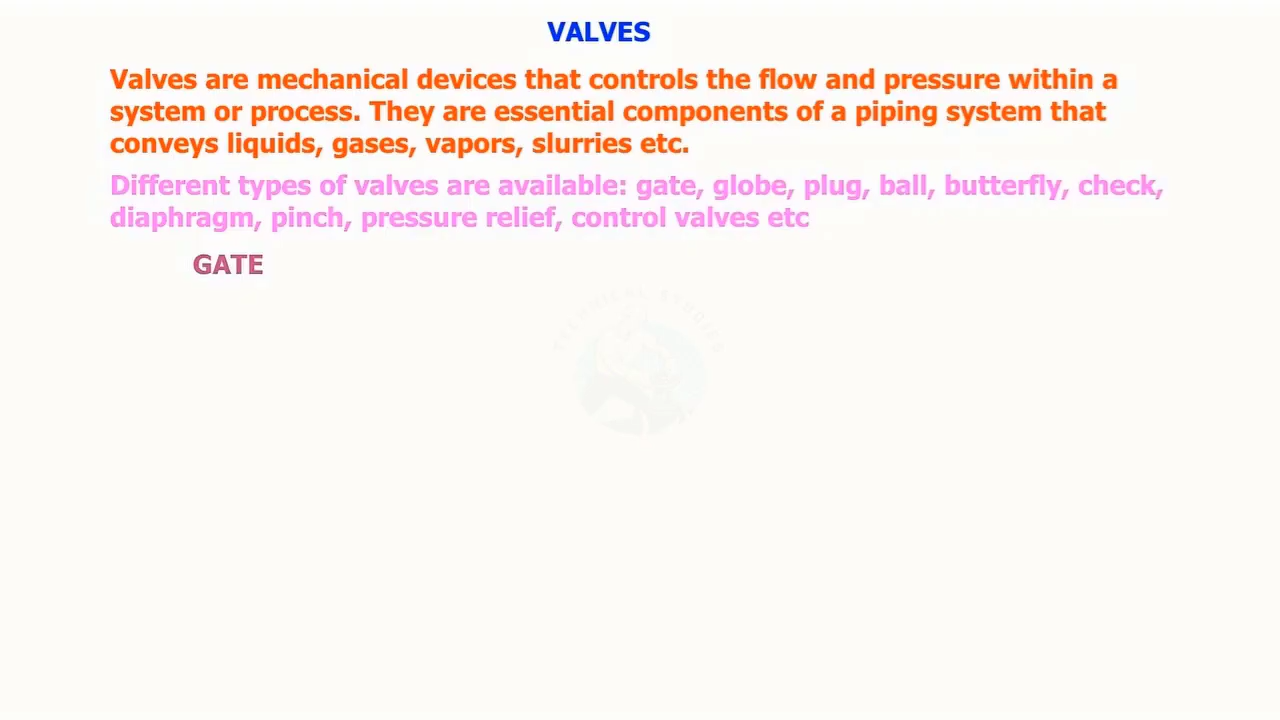 VALVES
Valves are mechanical devices that controls the flow and pressure within a
system or process. They are essential components of a piping system that
conveys liquids, gases, vapors, slurries etc.
Different types of valves are available: gate, globe, plug, ball, butterfly, check,
diaphragm, pinch, pressure relief, control valves etc
GATE
TECHNICAL STUDIES